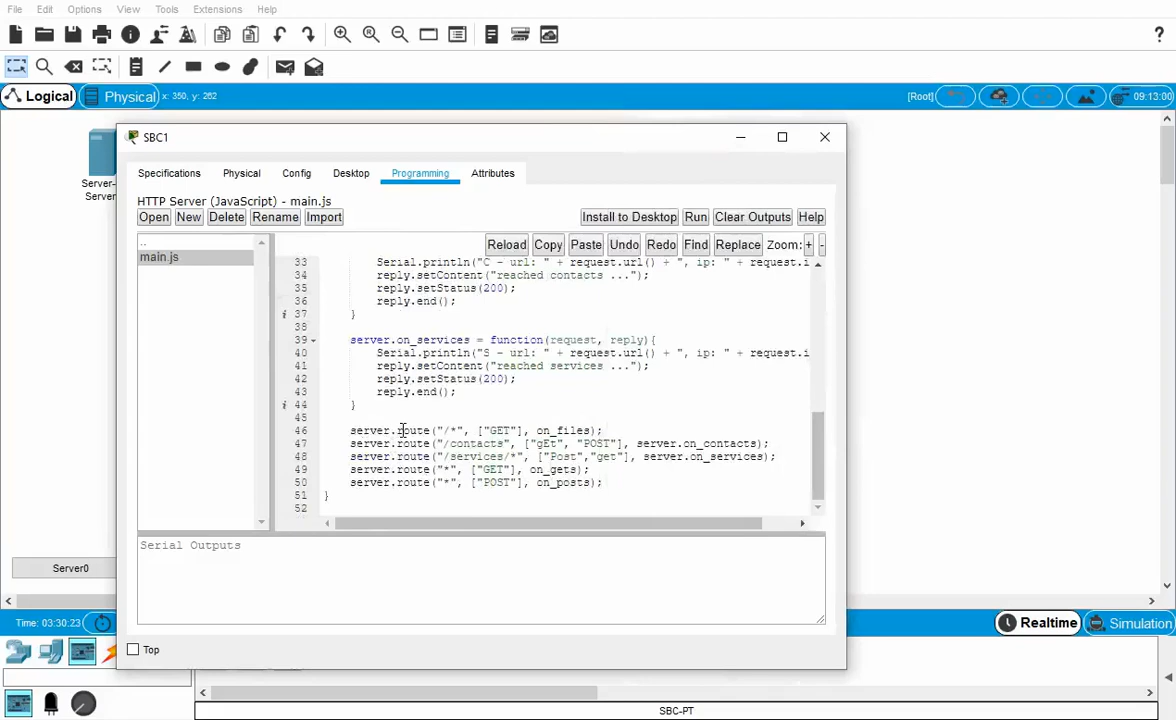 File Edit Options View Tools Extensions Help
?
Logical Physical x: 350, y: 262 [Root] 09:13:00
SBC1
Server-
Server
Specifications Physical Config Desktop Programming Attributes
HTTP Server (JavaScript) - main.js
Open New Delete Rename Import Install to Desktop Run Clear Outputs Help
Reload Copy Paste Undo Redo Find Replace Zoom: + -
..
main.js
33 Serial.println("C - url: " + request.url() + ", ip: " + request.i
34 reply.setContent("reached contacts ...");
35 reply.setStatus(200);
36 reply.end();
37 }
38
39 server.on_services = function(request, reply){
40 Serial.println("S - url: " + request.url() + ", ip: " + request.i
41 reply.setContent("reached services ...");
42 reply.setStatus(200);
43 reply.end();
44 }
45
46 server.route("/*", ["GET"], on_files);
47 server.route("/contacts", ["gEt", "POST"], server.on_contacts);
48 server.route("/services/*", ["Post","get"], server.on_services);
49 server.route("*", ["GET"], on_gets);
50 server.route("*", ["POST"], on_posts);
51 }
52
Serial Outputs
Server0
Time: 03:30:23 Realtime Simulation
Top
SBC-PT